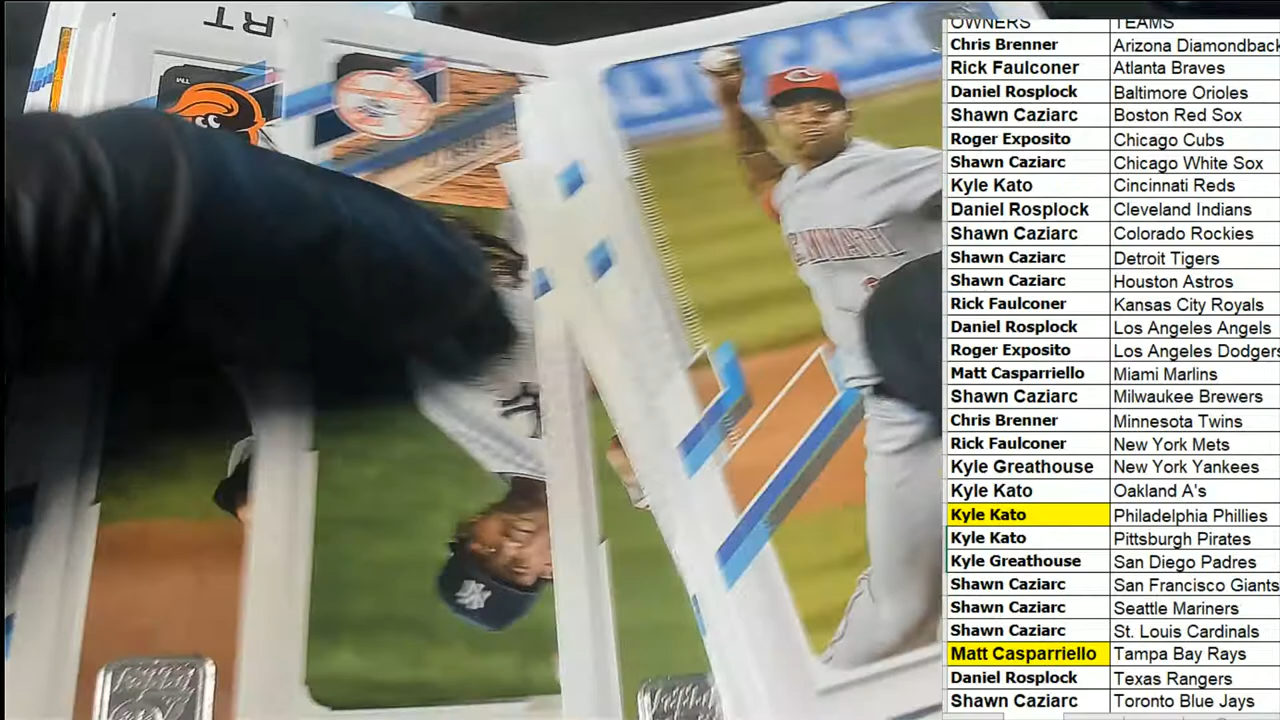 RT
TM
OWNERS TEAMS
Chris Brenner Arizona Diamondback
Rick Faulconer Atlanta Braves
Daniel Rosplock Baltimore Orioles
Shawn Caziarc Boston Red Sox
Roger Exposito Chicago Cubs
Shawn Caziarc Chicago White Sox
Kyle Kato Cincinnati Reds
Daniel Rosplock Cleveland Indians
Shawn Caziarc Colorado Rockies
Shawn Caziarc Detroit Tigers
Shawn Caziarc Houston Astros
Rick Faulconer Kansas City Royals
Daniel Rosplock Los Angeles Angels
Roger Exposito Los Angeles Dodgers
Matt Casparriello Miami Marlins
Shawn Caziarc Milwaukee Brewers
Chris Brenner Minnesota Twins
Rick Faulconer New York Mets
Kyle Greathouse New York Yankees
Kyle Kato Oakland A's
Kyle Kato Philadelphia Phillies
Kyle Kato Pittsburgh Pirates
Kyle Greathouse San Diego Padres
Shawn Caziarc San Francisco Giants
Shawn Caziarc Seattle Mariners
Shawn Caziarc St. Louis Cardinals
Matt Casparriello Tampa Bay Rays
Daniel Rosplock Texas Rangers
Shawn Caziarc Toronto Blue Jays